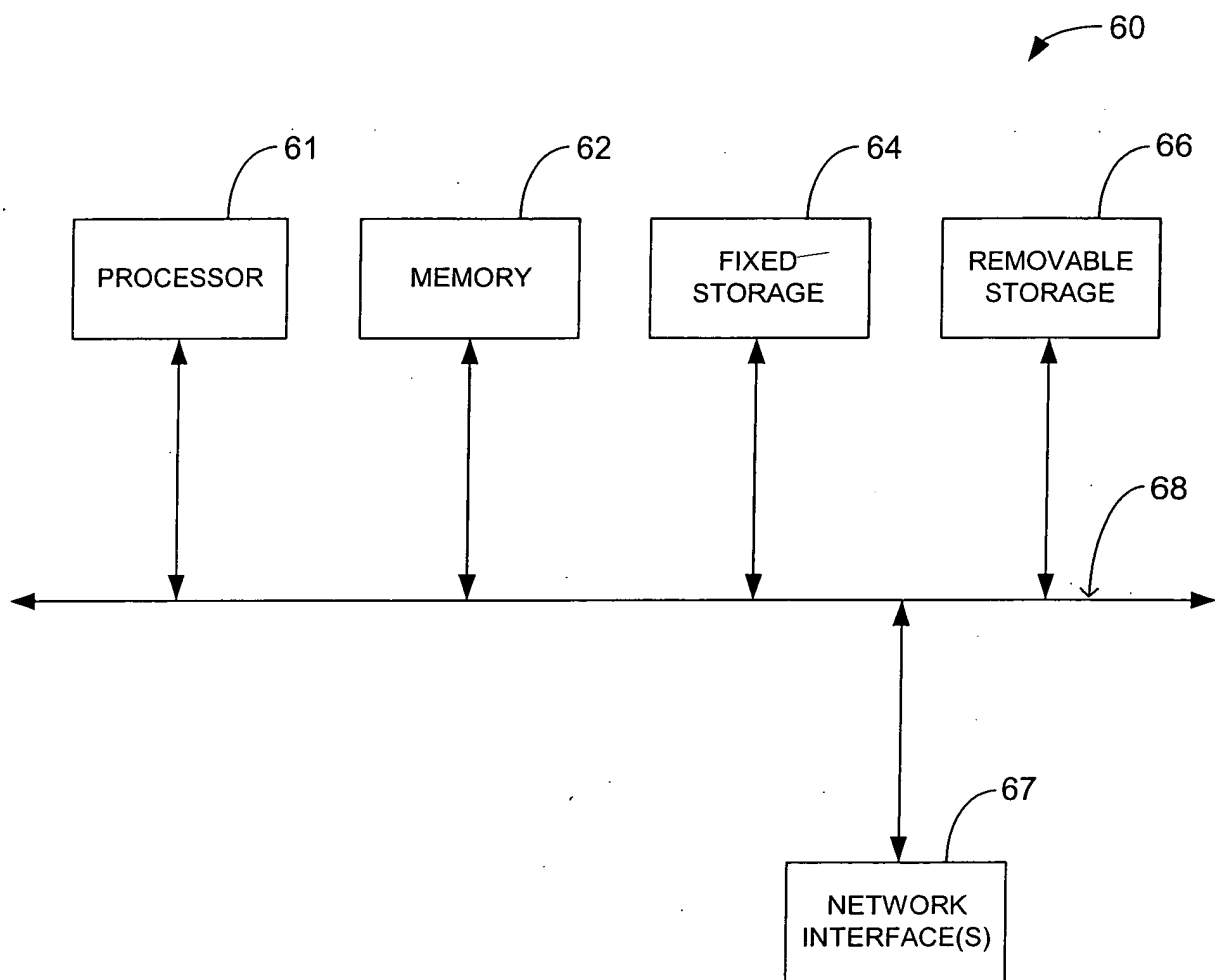 60
61
62
64
66
PROCESSOR
MEMORY
FIXED
STORAGE
REMOVABLE
STORAGE
68
67
NETWORK
INTERFACE(S)